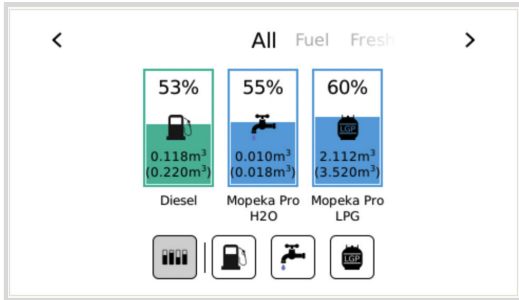 All Fuel Fresh
53% 55% 60%
LGP
0.118m³ 0.010m³ 2.112m³
(0.220m³) (0.018m³) (3.520m³)
Diesel Mopeka Pro Mopeka Pro
H2O LPG
LGP